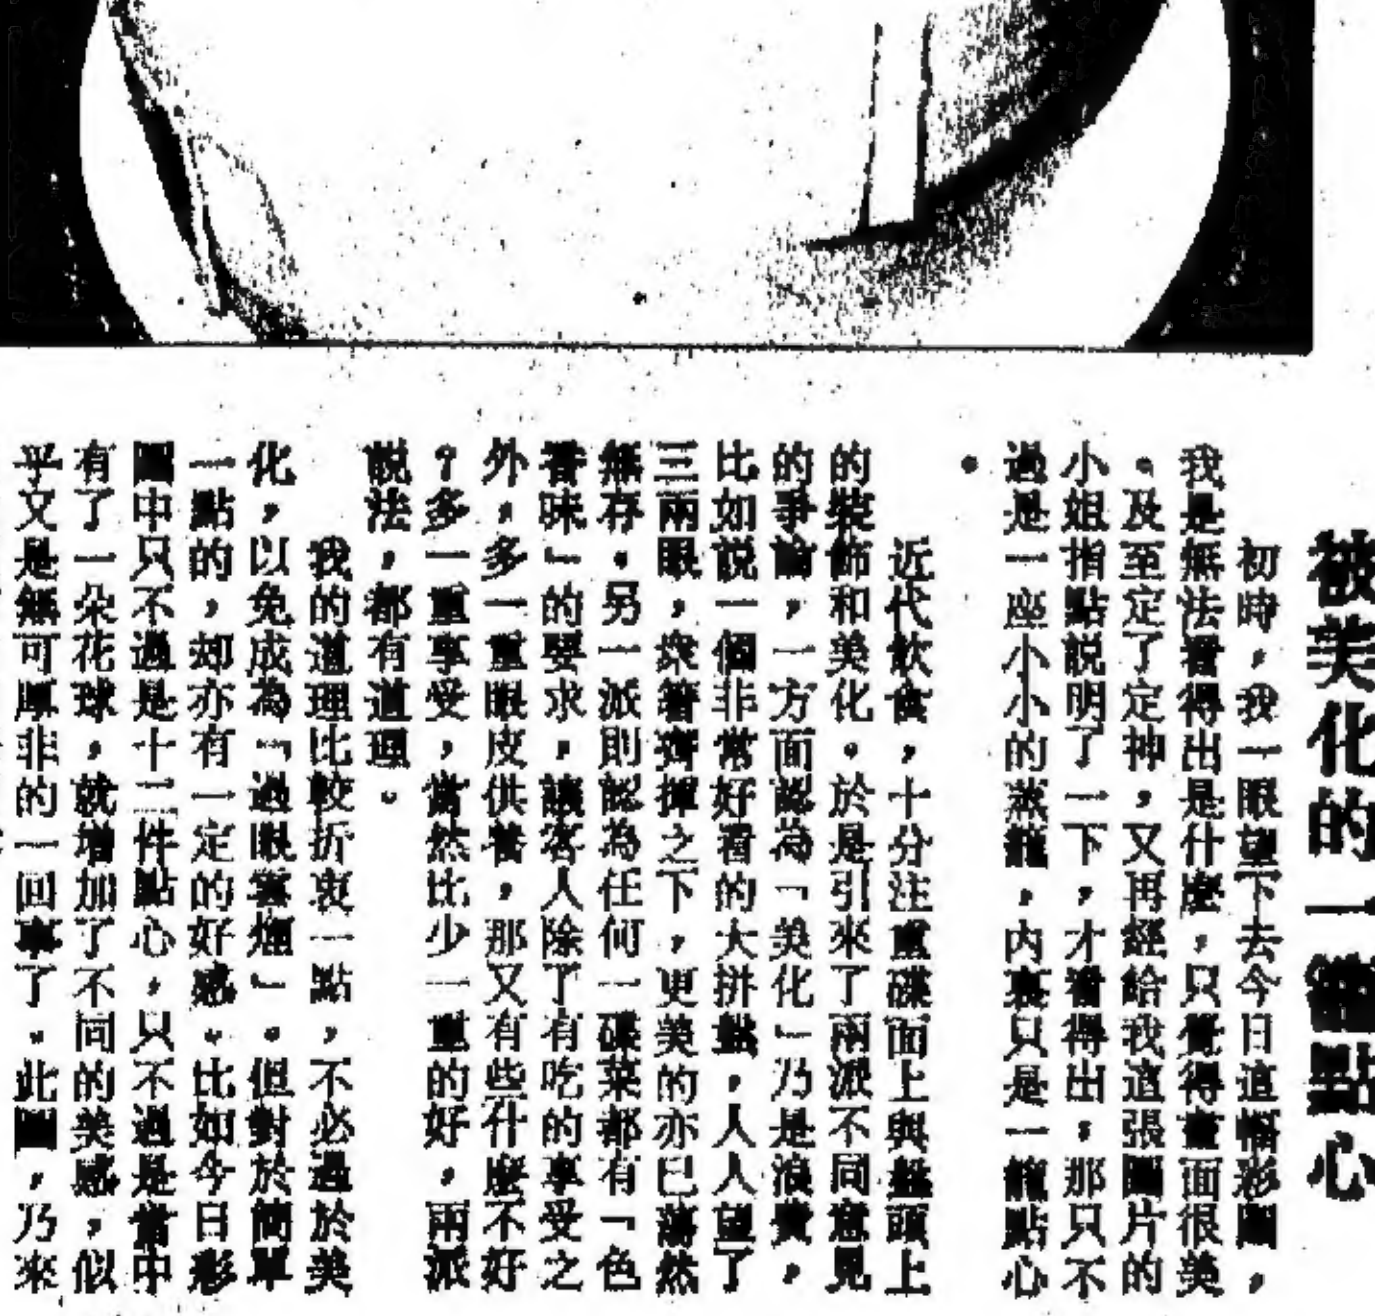 被美化的一籠點心
初時，我一眼望下去今日這幅彩圖，
我是無法看得出是什麼，只覺得畫面很美
。及至定了定神，又再經給我這張圖片的
小姐指點説明了一下，才看得出，那只不
過是一座小小的蒸籠，内裏只是一籠點心
。
近代飲食，十分注重碟面上與盤頭上
的裝飾和美化。於是引來了兩派不同意見
的爭論，一方面認為「美化」乃是浪費，
比如説一個非常好看的大拼盤，人人望了
三兩眼，衆箸齊揮之下，更美的亦已蕩然
無存。另一派則認為任何一碟菜都有「色
香味」的要求，讓客人除了有吃的享受之
外，多一重眼皮供養，那又有些什麼不好
？多一重享受，當然比少一重的好，兩派
説法，都有道理。
我的道理比較折衷一點，不必過於美
化，以免成為「過眼雲煙」。但對於簡單
一點的，却亦有一定的好感。比如今日彩
圖中只不過是十二件點心，只不過是當中
有了一朵花球，就增加了不同的美感，似
乎又是無可厚非的一回事了。此圖，乃來